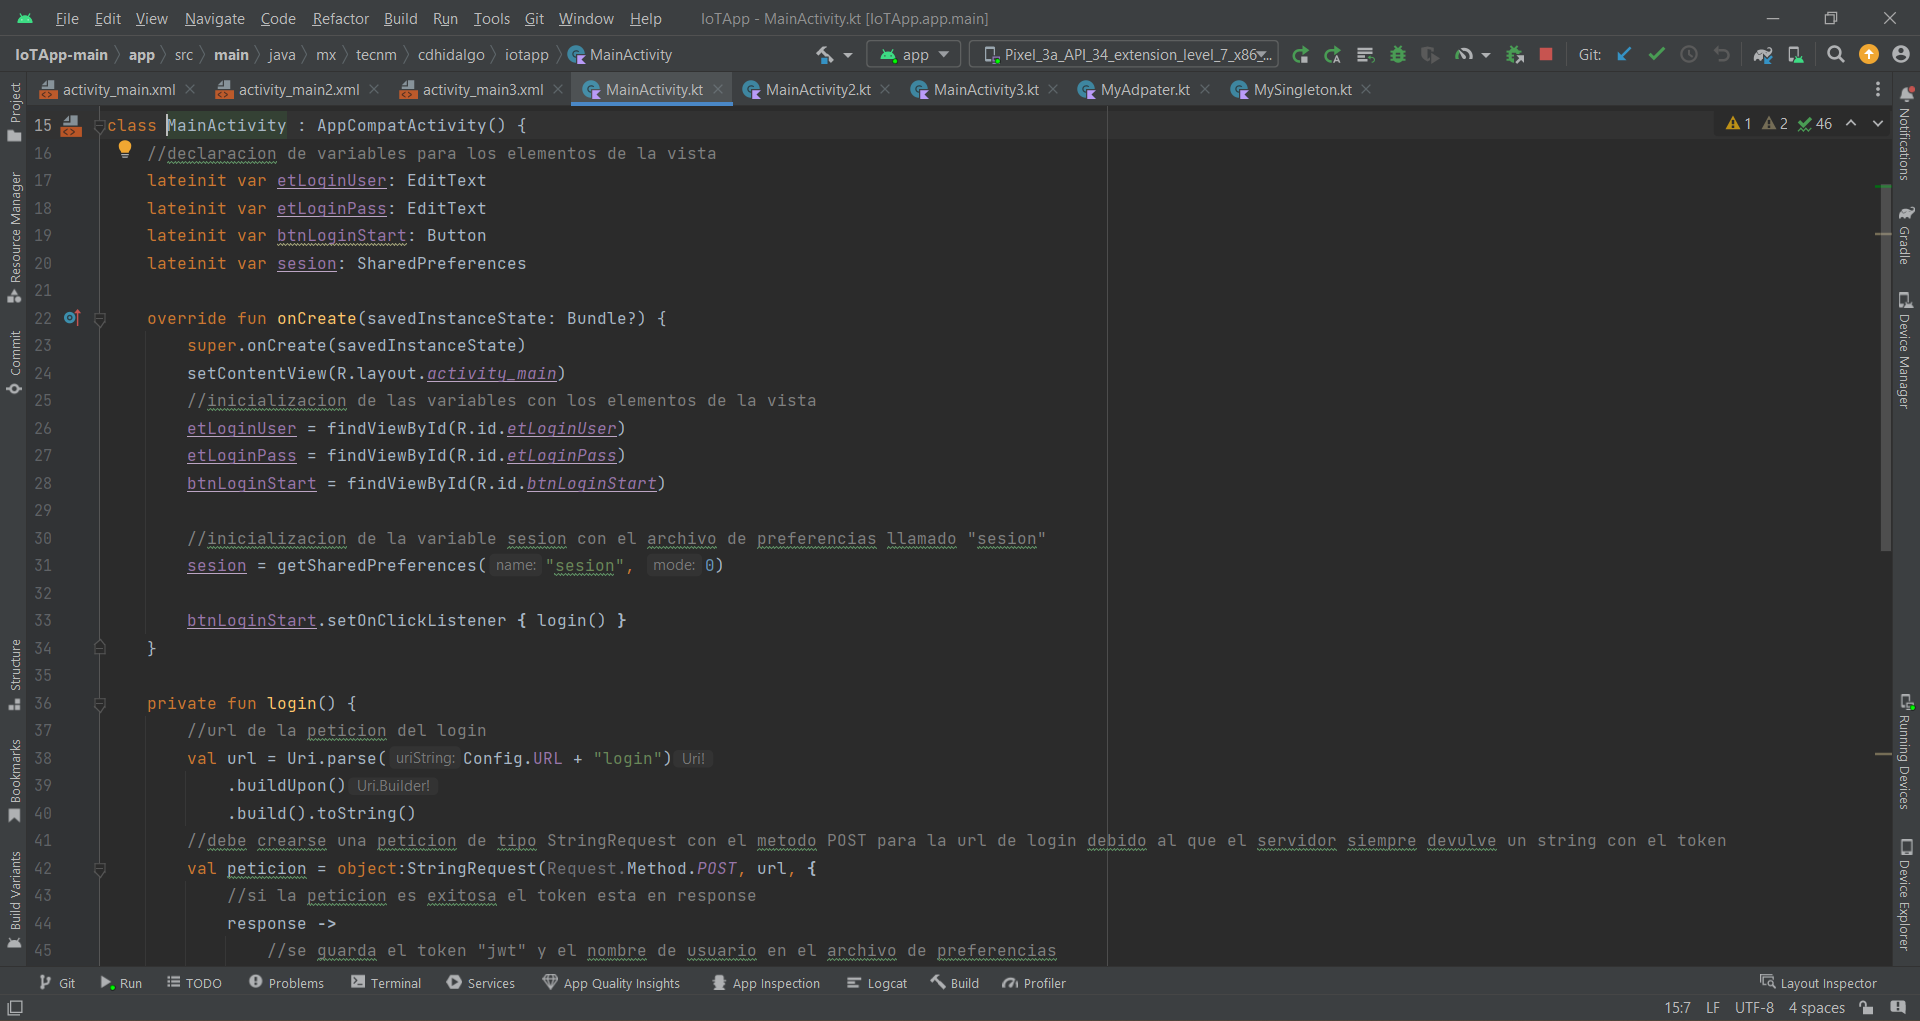 File Edit View Navigate Code Refactor Build Run Tools Git Window Help IoTApp - MainActivity.kt [IoTApp.app.main]
IoTApp-main app src main java mx tecnm cdhidalgo iotapp MainActivity app Pixel_3a_API_34_extension_level_7_x86_... Git:
activity_main.xml activity_main2.xml activity_main3.xml MainActivity.kt MainActivity2.kt MainActivity3.kt MyAdpater.kt MySingleton.kt
Project
Resource Manager
Commit
Structure
Bookmarks
Build Variants
15 class MainActivity : AppCompatActivity() { 1 2 46
16 //declaracion de variables para los elementos de la vista
17 lateinit var etLoginUser: EditText
18 lateinit var etLoginPass: EditText
19 lateinit var btnLoginStart: Button
20 lateinit var sesion: SharedPreferences
21
22 override fun onCreate(savedInstanceState: Bundle?) {
23 super.onCreate(savedInstanceState)
24 setContentView(R.layout.activity_main)
25 //inicializacion de las variables con los elementos de la vista
26 etLoginUser = findViewById(R.id.etLoginUser)
27 etLoginPass = findViewById(R.id.etLoginPass)
28 btnLoginStart = findViewById(R.id.btnLoginStart)
29
30 //inicializacion de la variable sesion con el archivo de preferencias llamado "sesion"
31 sesion = getSharedPreferences( name: "sesion", mode: 0)
32
33 btnLoginStart.setOnClickListener { login() }
34 }
35
36 private fun login() {
37 //url de la peticion del login
38 val url = Uri.parse( uriString: Config.URL + "login") Uri!
39 .buildUpon() Uri.Builder!
40 .build().toString()
41 //debe crearse una peticion de tipo StringRequest con el metodo POST para la url de login debido al que el servidor siempre devulve un string con el token
42 val peticion = object:StringRequest(Request.Method.POST, url, {
43 //si la peticion es exitosa el token esta en response
44 response ->
45 //se guarda el token "jwt" y el nombre de usuario en el archivo de preferencias
Notifications
Gradle
Device Manager
Running Devices
Device Explorer
Git Run TODO Problems Terminal Services App Quality Insights App Inspection Logcat Build Profiler Layout Inspector
15:7 LF UTF-8 4 spaces